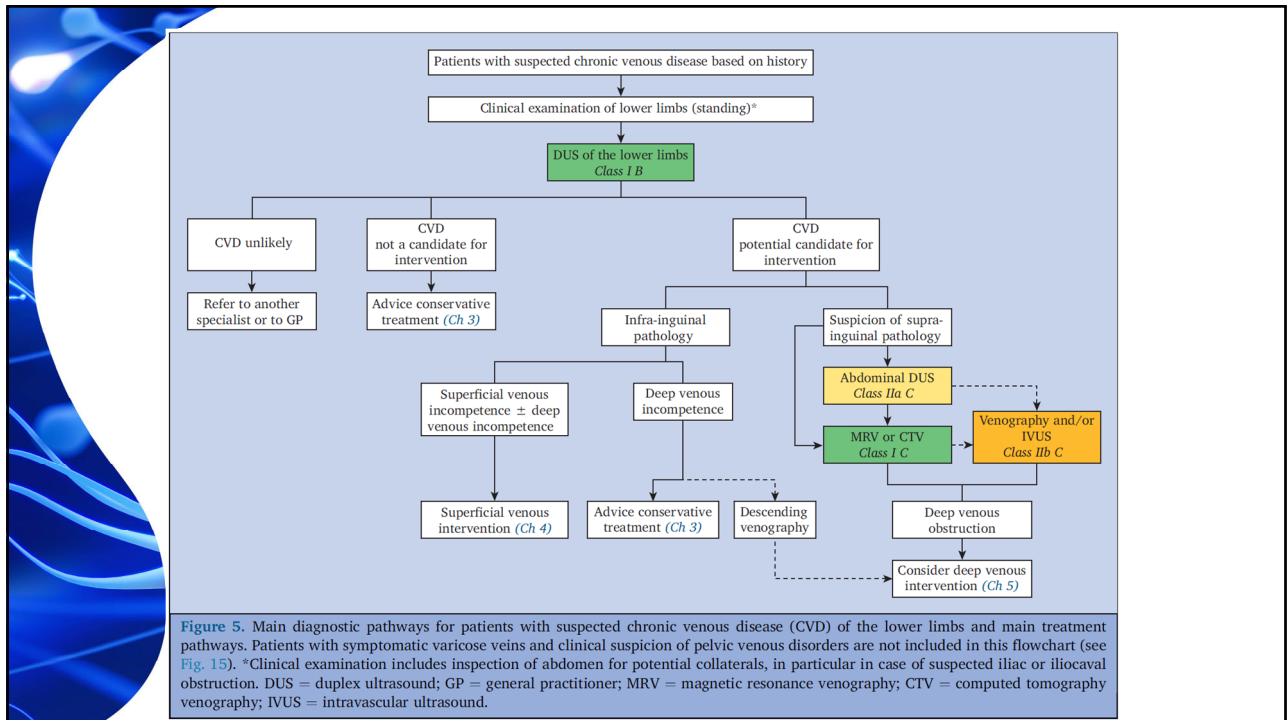 Patients with suspected chronic venous disease based on history
Clinical examination of lower limbs (standing)*
DUS of the lower limbs
Class I B
CVD unlikely
CVD
not a candidate for
intervention
CVD
potential candidate for
intervention
Refer to another
specialist or to GP
Advice conservative
treatment (Ch 3)
Infra-inguinal
pathology
Suspicion of supra-
inguinal pathology
Superficial venous
incompetence ± deep
venous incompetence
Deep venous
incompetence
Abdominal DUS
Class IIa C
MRV or CTV
Class I C
Venography and/or
IVUS
Class IIb C
Superficial venous
intervention (Ch 4)
Advice conservative
treatment (Ch 3)
Descending
venography
Deep venous
obstruction
Consider deep venous
intervention (Ch 5)
Figure 5. Main diagnostic pathways for patients with suspected chronic venous disease (CVD) of the lower limbs and main treatment
pathways. Patients with symptomatic varicose veins and clinical suspicion of pelvic venous disorders are not included in this flowchart (see
Fig. 15). *Clinical examination includes inspection of abdomen for potential collaterals, in particular in case of suspected iliac or iliocaval
obstruction. DUS = duplex ultrasound; GP = general practitioner; MRV = magnetic resonance venography; CTV = computed tomography
venography; IVUS = intravascular ultrasound.